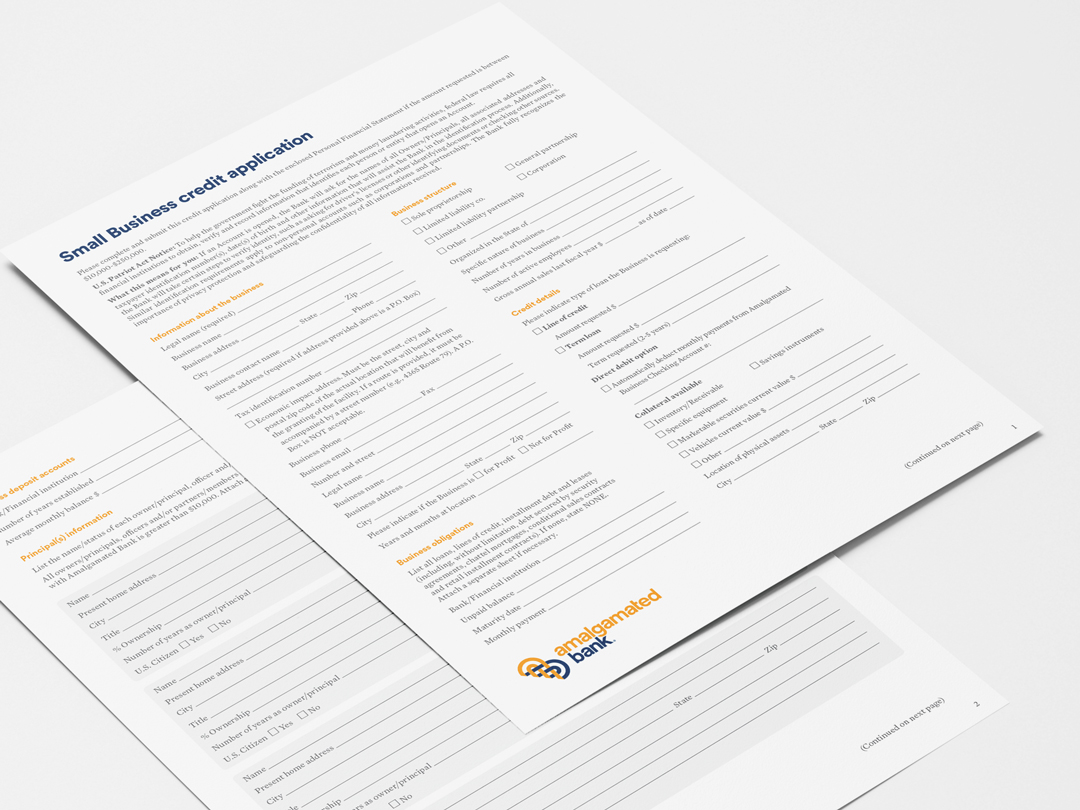 Small Business credit application
Please complete and submit this credit application along with the enclosed Personal Financial Statement if the amount requested is between
$10,000-$250,000.
U.S. Patriot Act Notice: To help the government fight the funding of terrorism and money laundering activities, federal law requires all
financial institutions to obtain, verify and record information that identifies each person or entity that opens an Account.
What this means for you: If an Account is opened, the Bank will ask for the names of all Owners/Principals, all associated addresses and
taxpayer identification number(s), date(s) of birth and other information that will assist the Bank in the identification process. Additionally,
the Bank will take certain steps to verify identity, such as asking for driver's licenses or other identifying documents or checking other sources.
Similar identification requirements apply to non-personal accounts such as corporations and partnerships. The Bank fully recognizes the
importance of privacy protection and safeguarding the confidentiality of all information received.
Information about the business
Legal name (required)
Business name
Business address
City State Zip
Business contact name Phone
Street address (required if address provided above is a P.O. box)
Tax identification number
Economic impact address. Must be the street, city and
postal zip code of the actual location that will benefit from
the granting of the facility. If a route is provided, it must be
accompanied by a street number (e.g., 4365 Route 79). A P.O.
Box is NOT acceptable.
Business phone Fax
Business email
Number and street
Legal name
Business name
Business address
City State Zip
Please indicate if the Business is for Profit Not for Profit
Years and months at location
Business obligations
List all loans, lines of credit, installment debt and leases
(including, without limitation, debt secured by security
agreements, chattel mortgages, conditional sales contracts
and retail installment contracts). If none, state NONE.
Attach a separate sheet if necessary.
Bank/Financial institution
Unpaid balance
Maturity date
Monthly payment
Business structure
Sole proprietorship General partnership
Limited liability co. Corporation
Limited liability partnership
Other
Organized in the State of
Specific nature of business
Number of years in business
Number of active employees
Gross annual sales last fiscal year $ as of date
Credit details
Please indicate type of loan the Business is requesting:
Line of credit
Amount requested $
Term loan
Amount requested $
Term requested (2-5 years)
Direct debit option
Automatically deduct monthly payments from Amalgamated
Business Checking Account #:
Collateral available
Inventory/Receivable Savings instruments
Specific equipment
Marketable securities current value $
Vehicles current value $
Other
Location of physical assets
City State Zip
(Continued on next page)
1
amalgamated
bank
s deposit accounts
k/Financial institution
umber of years established
Average monthly balance $
Principal(s) information
List the name/status of each owner/principal, officer and
All owners/principals, officers and/or partners/members
with Amalgamated Bank is greater than $10,000. Attach
Name
Present home address
City
Title
% Ownership
Number of years as owner/principal
U.S. Citizen Yes No
Name
Present home address
City
Title
% Ownership
Number of years as owner/principal
U.S. Citizen Yes No
Name
Present home address
City State Zip
Title
owner/principal
No
(Continued on next page)
2